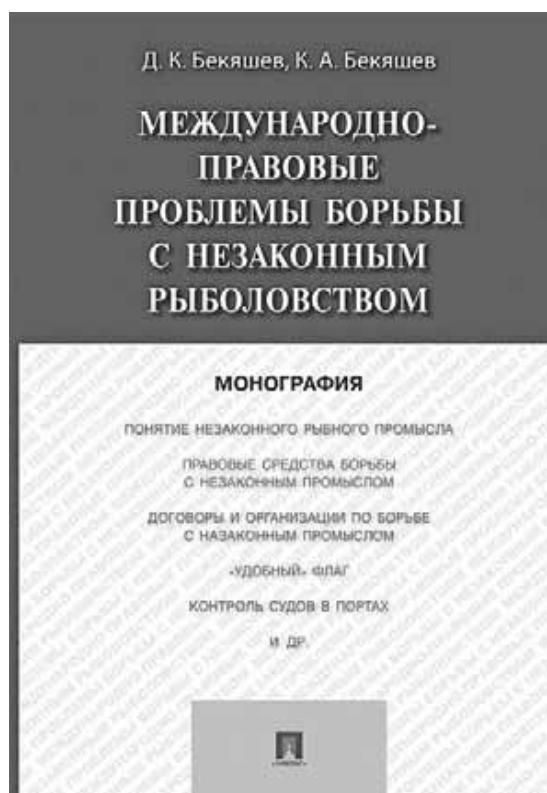 Д. К. Бекяшев, К. А. Бекяшев
МЕЖДУНАРОДНО-
ПРАВОВЫЕ
ПРОБЛЕМЫ БОРЬБЫ
С НЕЗАКОННЫМ
РЫБОЛОВСТВОМ
МОНОГРАФИЯ
ПОНЯТИЕ НЕЗАКОННОГО РЫБНОГО ПРОМЫСЛА
ПРАВОВЫЕ СРЕДСТВА БОРЬБЫ
С НЕЗАКОННЫМ ПРОМЫСЛОМ
ДОГОВОРЫ И ОРГАНИЗАЦИИ ПО БОРЬБЕ
С НАЗАКОННЫМ ПРОМЫСЛОМ
«УДОБНЫЙ» ФЛАГ
КОНТРОЛЬ СУДОВ В ПОРТАХ
И ДР.